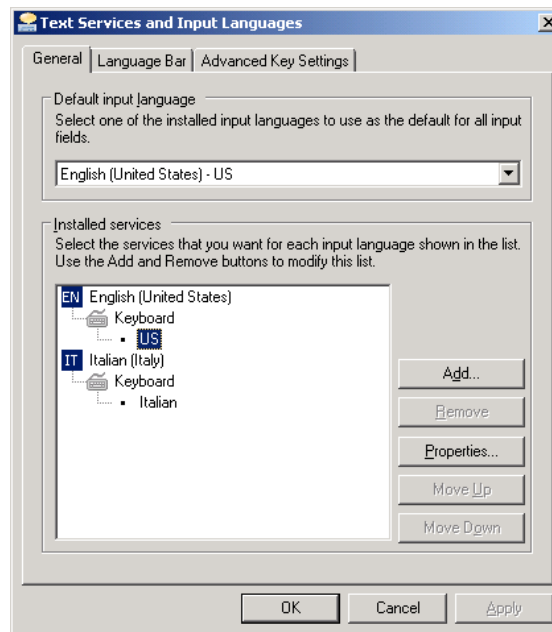 Text Services and Input Languages
General
Language Bar
Advanced Key Settings
Default input language
Select one of the installed input languages to use as the default for all input
fields.
English (United States) - US
Installed services
Select the services that you want for each input language shown in the list.
Use the Add and Remove buttons to modify this list.
EN English (United States)
Keyboard
US
IT Italian (Italy)
Keyboard
Italian
Add...
Remove
Properties...
Move Up
Move Down
OK
Cancel
Apply